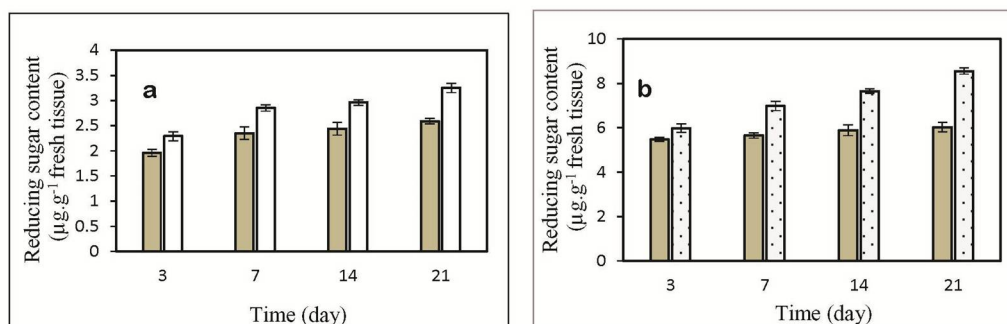 Reducing sugar content
(µg.g⁻¹ fresh tissue)
4
3.5
3
2.5
2
1.5
1
0.5
0
a
3 7 14 21
Time (day)
Reducing sugar content
(µg.g⁻¹ fresh tissue)
10
8
6
4
2
0
b
3 7 14 21
Time (day)